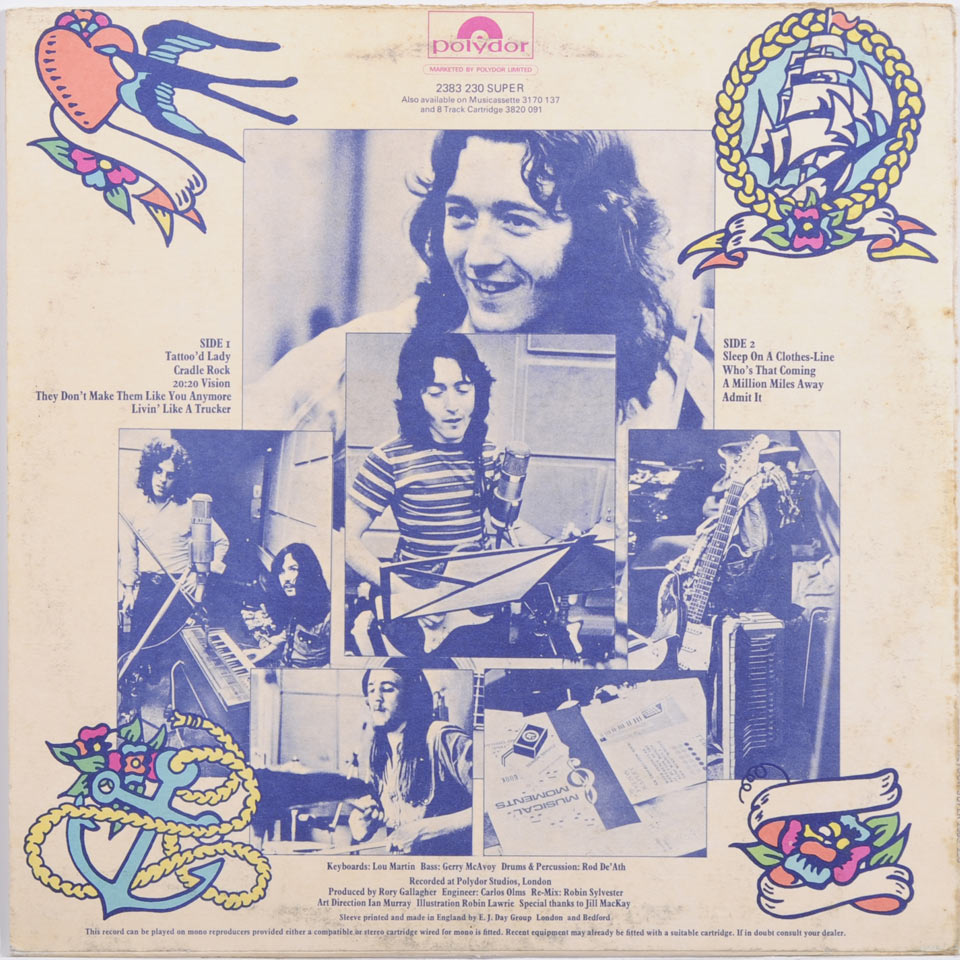 polydor
MARKETED BY POLYDOR LIMITED
2383 230 SUPER
Also available on Musicassette 3170 137
and 8 Track Cartridge 3820 091
SIDE 1
Tattoo'd Lady
Cradle Rock
20:20 Vision
They Don't Make Them Like You Anymore
Livin' Like A Trucker
SIDE 2
Sleep On A Clothes-Line
Who's That Coming
A Million Miles Away
Admit It
MUSICAL
MOMENTS
Keyboards: Lou Martin Bass: Gerry McAvoy Drums & Percussion: Rod De'Ath
Recorded at Polydor Studios, London
Produced by Rory Gallagher Engineer: Carlos Olms Re-Mix: Robin Sylvester
Art Direction Ian Murray Illustration Robin Lawrie Special thanks to Jill MacKay
Sleeve printed and made in England by E. J. Day Group London and Bedford
This record can be played on mono reproducers provided either a compatible or stereo cartridge wired for mono is fitted. Recent equipment may already be fitted with a suitable cartridge. If in doubt consult your dealer.